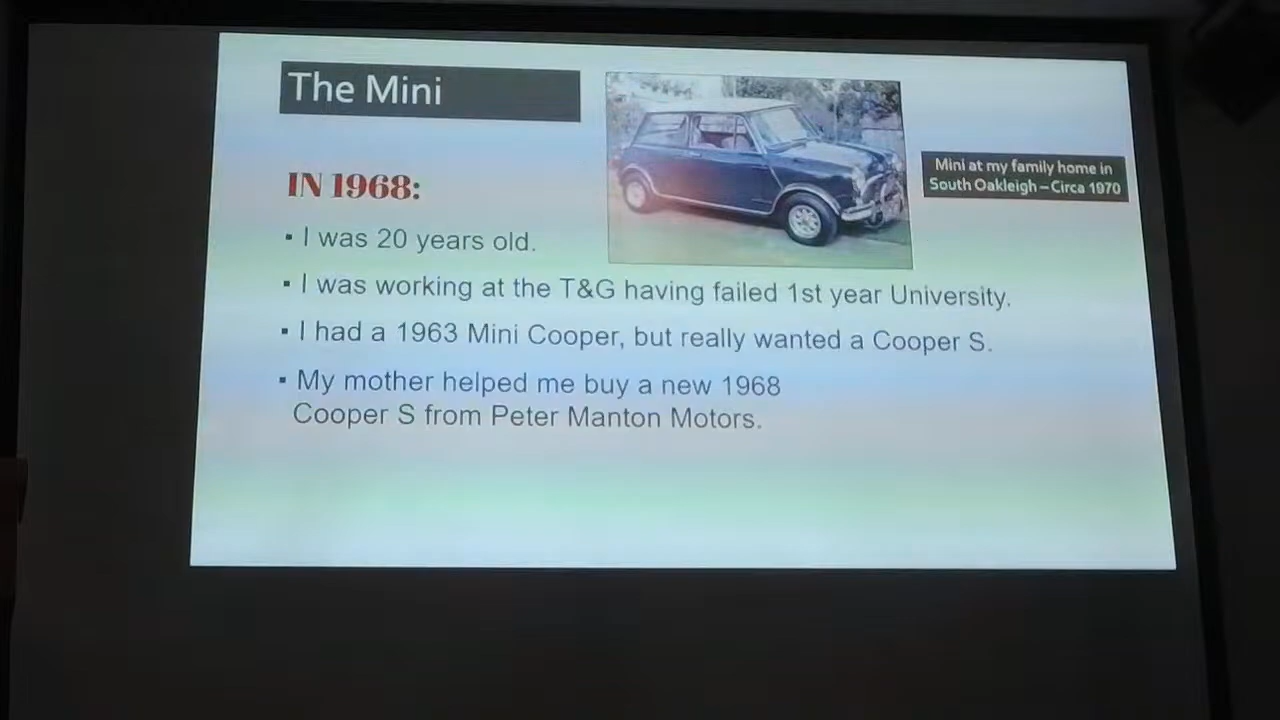 The Mini
Mini at my family home in
South Oakleigh – Circa 1970
IN 1968:
▪ I was 20 years old.
▪ I was working at the T&G having failed 1st year University.
▪ I had a 1963 Mini Cooper, but really wanted a Cooper S.
▪ My mother helped me buy a new 1968
Cooper S from Peter Manton Motors.